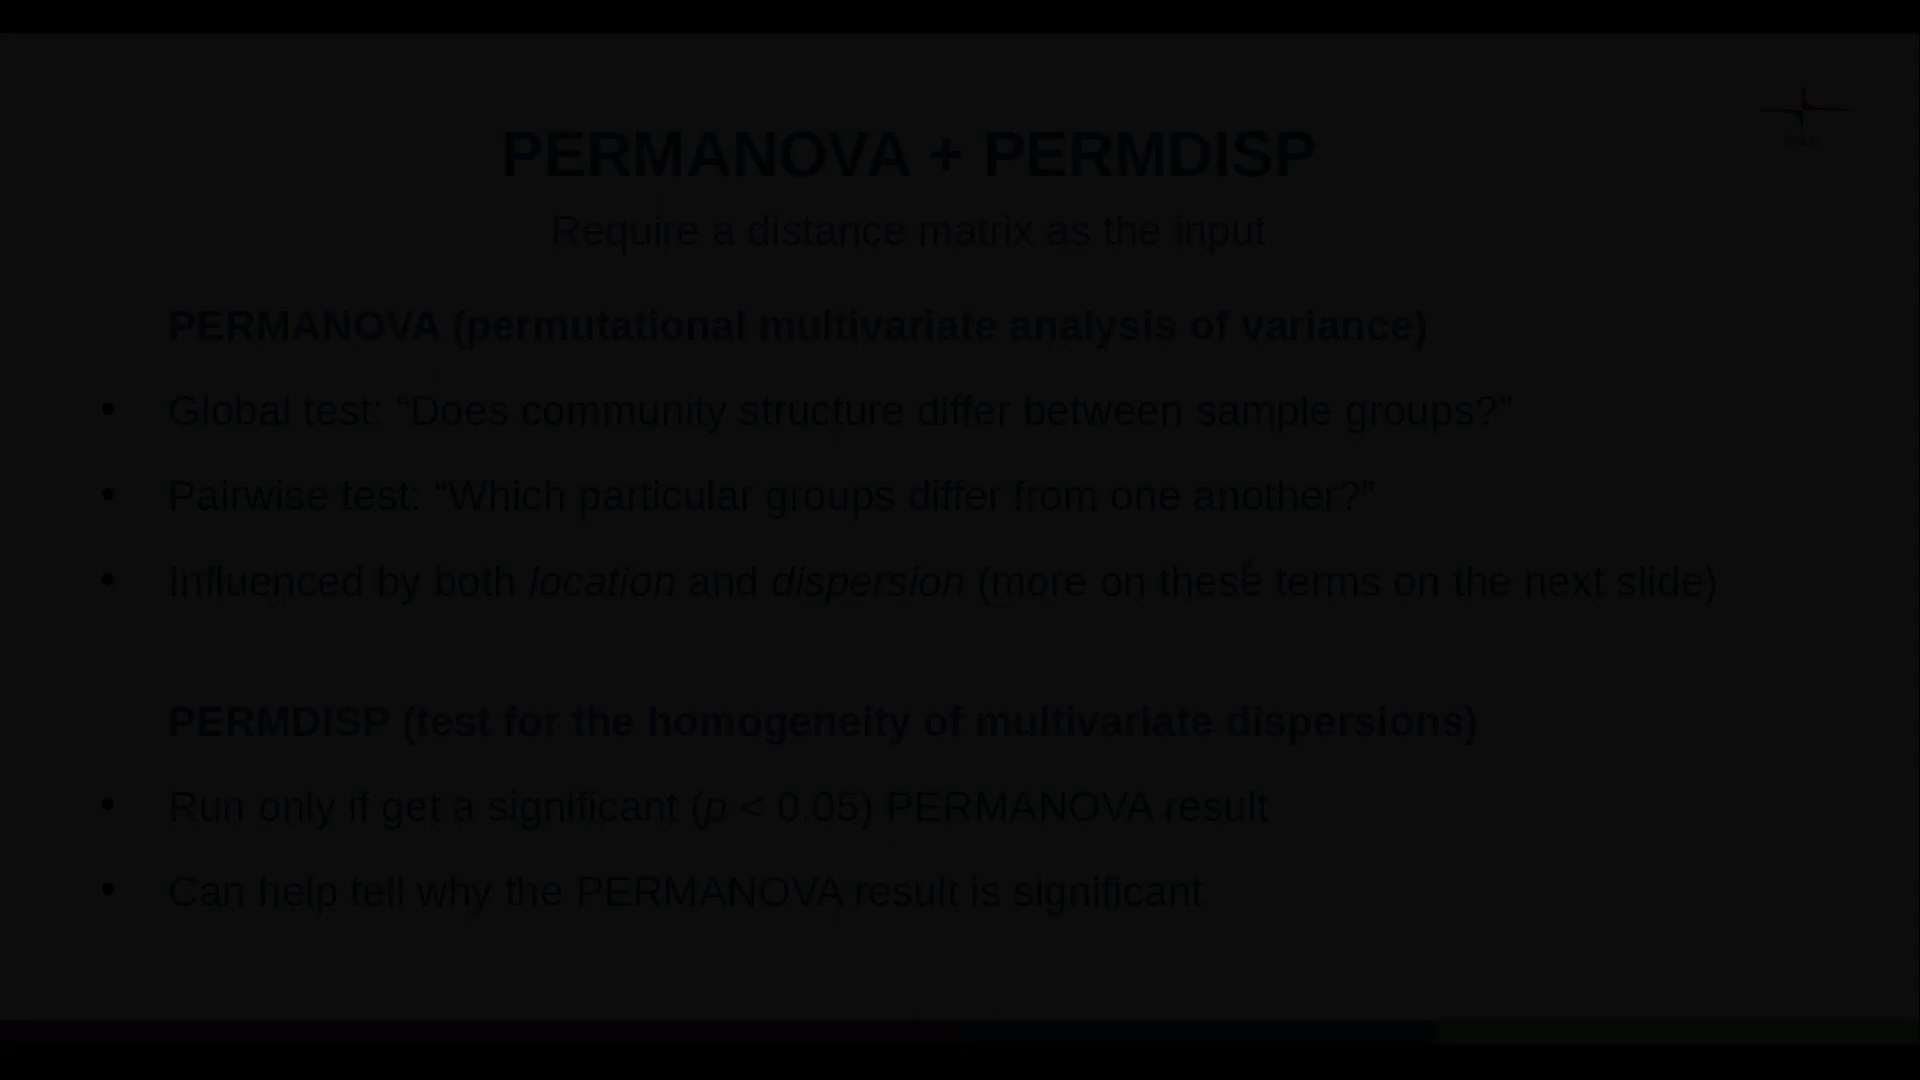 PERMANOVA + PERMDISP
Require a distance matrix as the input
PERMANOVA (permutational multivariate analysis of variance)
• Global test: “Does community structure differ between sample groups?”
• Pairwise test: “Which particular groups differ from one another?”
• Influenced by both location and dispersion (more on these terms on the next slide)
PERMDISP (test for the homogeneity of multivariate dispersions)
• Run only if get a significant (p < 0.05) PERMANOVA result
• Can help tell why the PERMANOVA result is significant